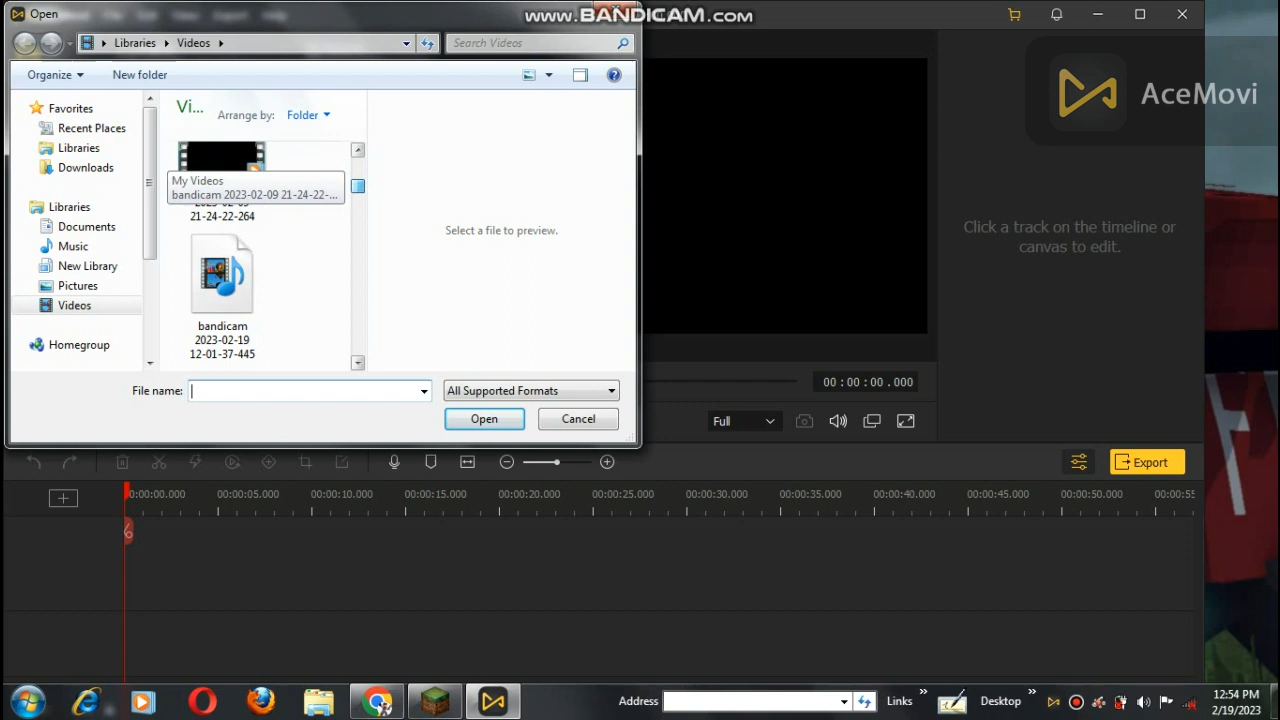 Open
www.BANDICAM.com
Libraries
Videos
Search Videos
Organize
New folder
AceMovi
Favorites
Recent Places
Libraries
Downloads
Libraries
Documents
Music
New Library
Pictures
Videos
Homegroup
Vi...
Arrange by:
Folder
My Videos
bandicam 2023-02-09 21-24-22-...
21-24-22-264
bandicam
2023-02-19
12-01-37-445
Select a file to preview.
Click a track on the timeline or
canvas to edit.
File name:
All Supported Formats
Open
Cancel
00 : 00 : 00 .000
Full
Export
0:00:00.000
00:00:05.000
00:00:10.000
00:00:15.000
00:00:20.000
00:00:25.000
00:00:30.000
00:00:35.000
00:00:40.000
00:00:45.000
00:00:50.000
00:00:55
Address
Links
Desktop
12:54 PM
2/19/2023